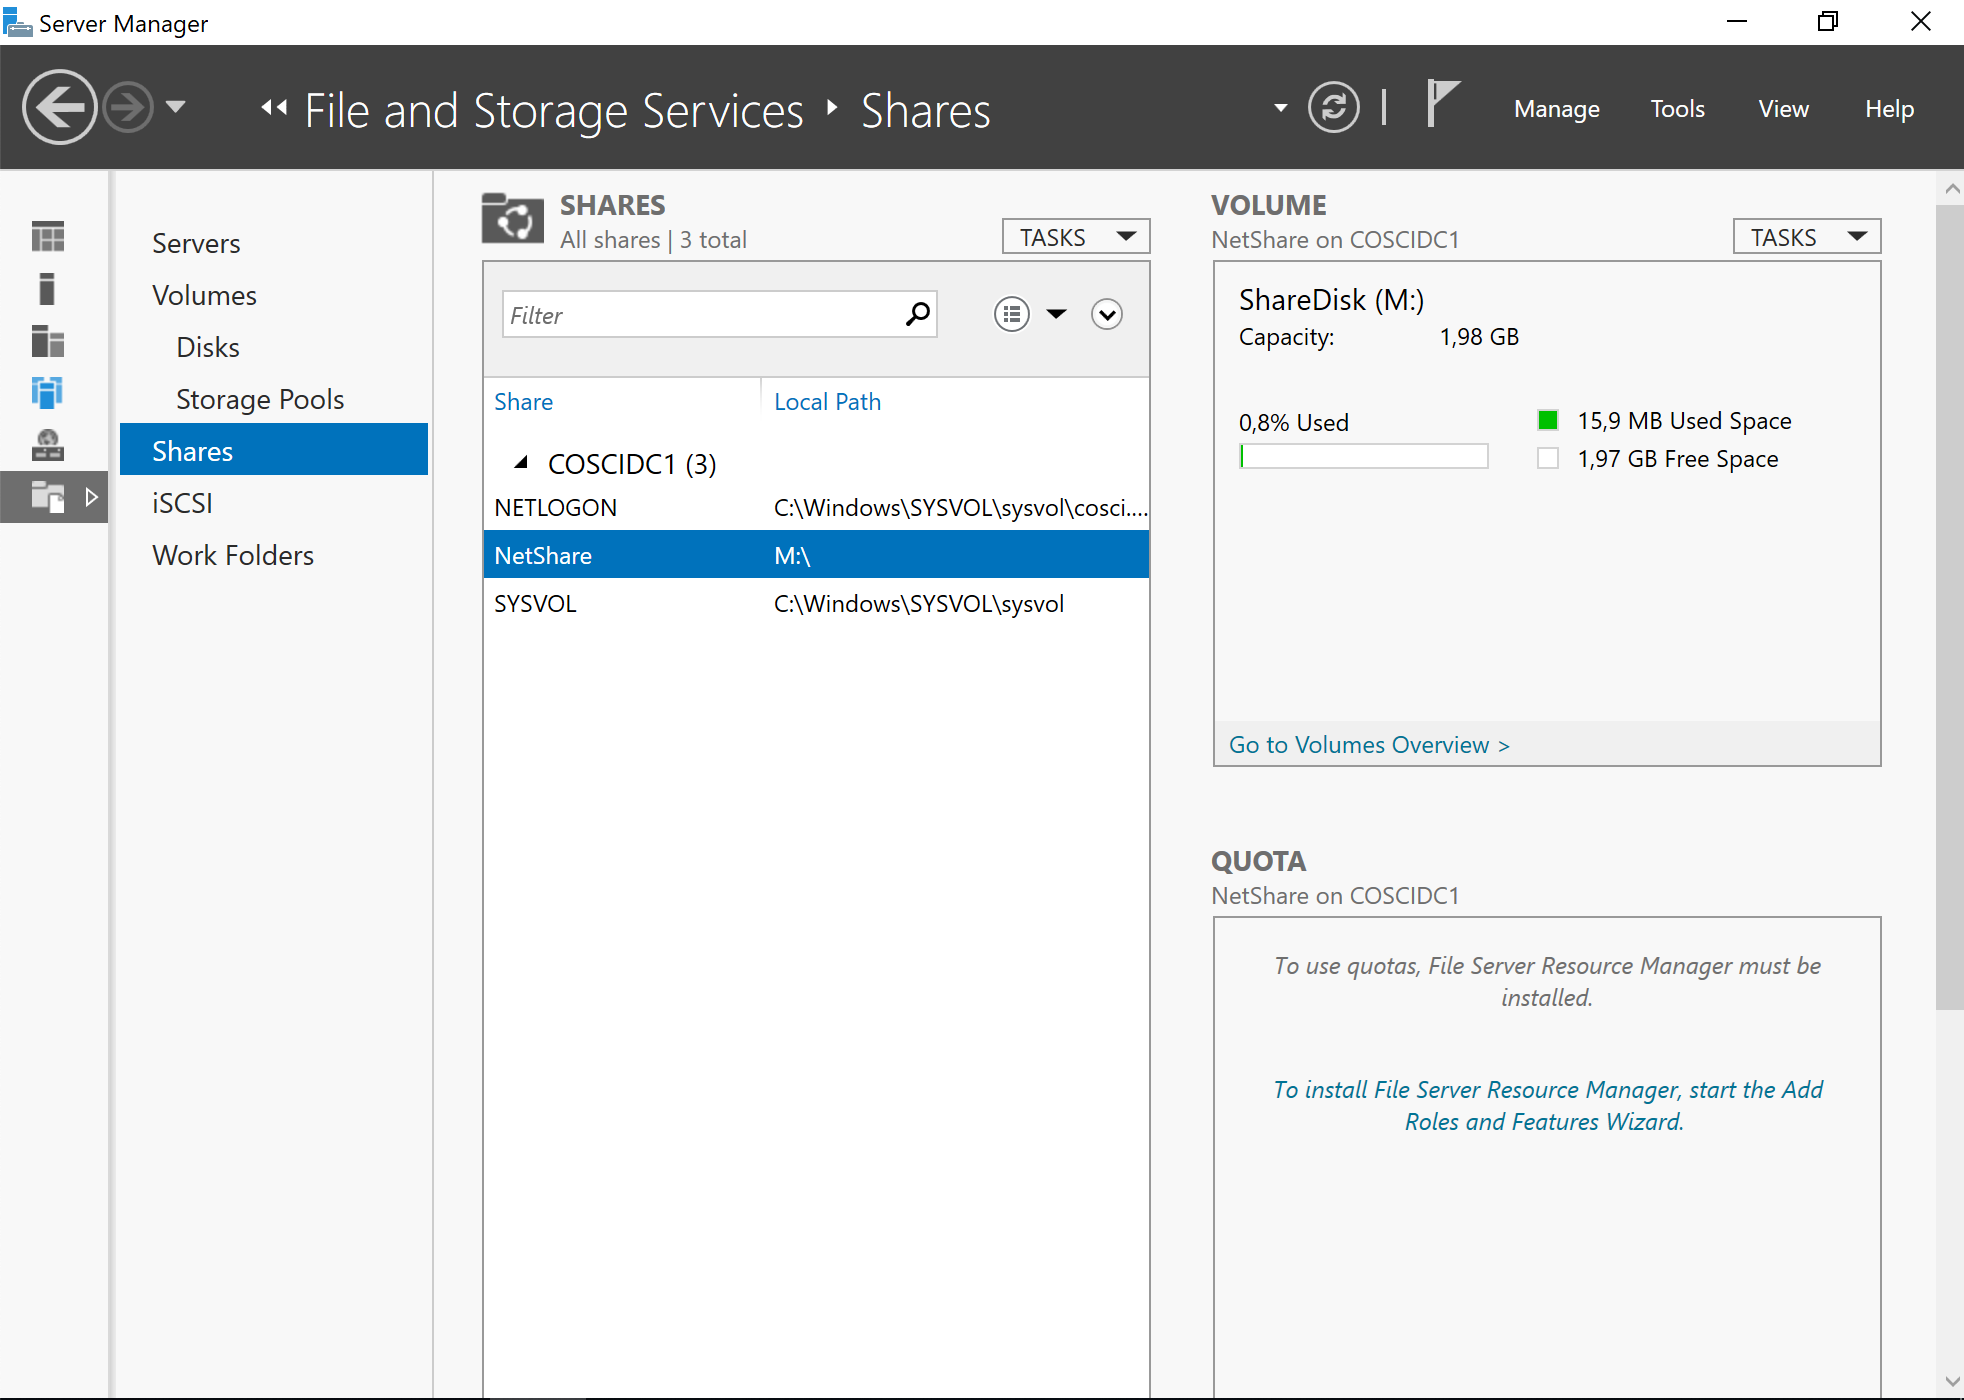 Server Manager
File and Storage Services
Shares
Manage
Tools
View
Help
Servers
Volumes
Disks
Storage Pools
Shares
iSCSI
Work Folders
SHARES
All shares | 3 total
TASKS
Filter
Share
Local Path
COSCIDC1 (3)
NETLOGON
C:\Windows\SYSVOL\sysvol\cosci....
NetShare
M:\
SYSVOL
C:\Windows\SYSVOL\sysvol
VOLUME
NetShare on COSCIDC1
TASKS
ShareDisk (M:)
Capacity:
1,98 GB
0,8% Used
15,9 MB Used Space
1,97 GB Free Space
Go to Volumes Overview >
QUOTA
NetShare on COSCIDC1
To use quotas, File Server Resource Manager must be
installed.
To install File Server Resource Manager, start the Add
Roles and Features Wizard.